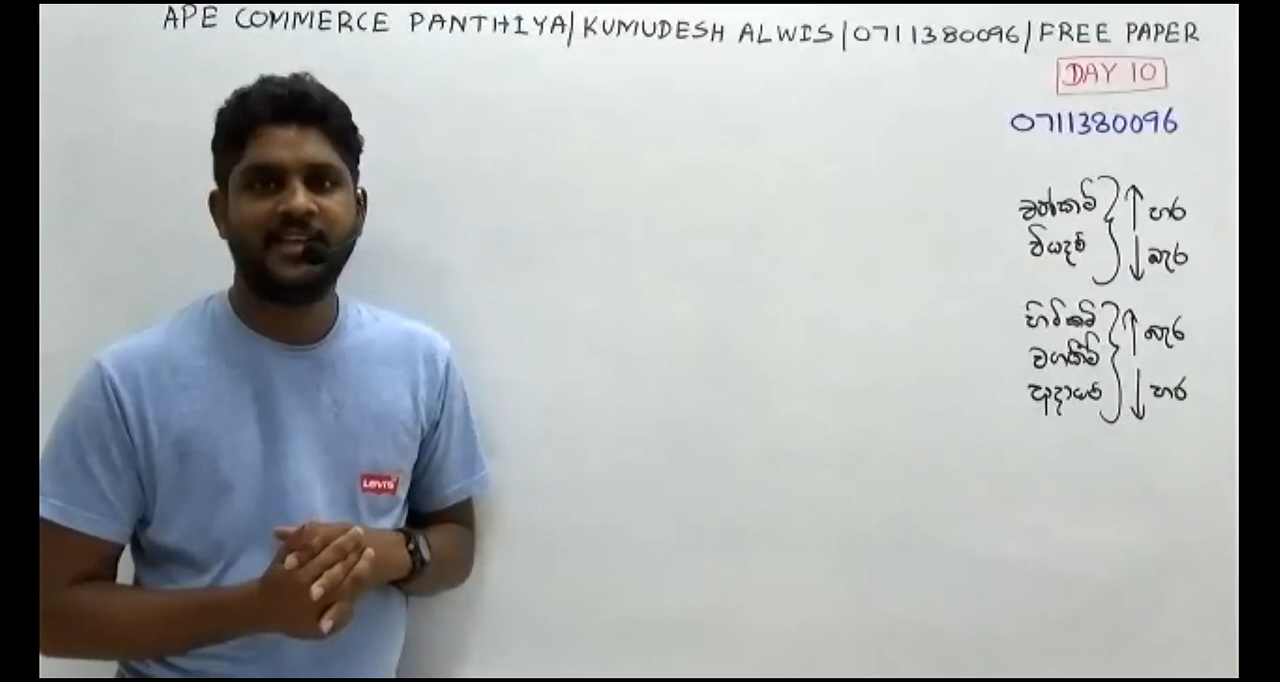 APE COMMERCE PANTHIYA/KUMUDESH ALWIS/0711380096/FREE PAPER
DAY 10
0711380096
වත්කම් ↑ හර
වියදම් ↓ බැර
හිමිකම් ↑ බැර
වගකීම්
ආදායම් ↓ හර
LEVI'S